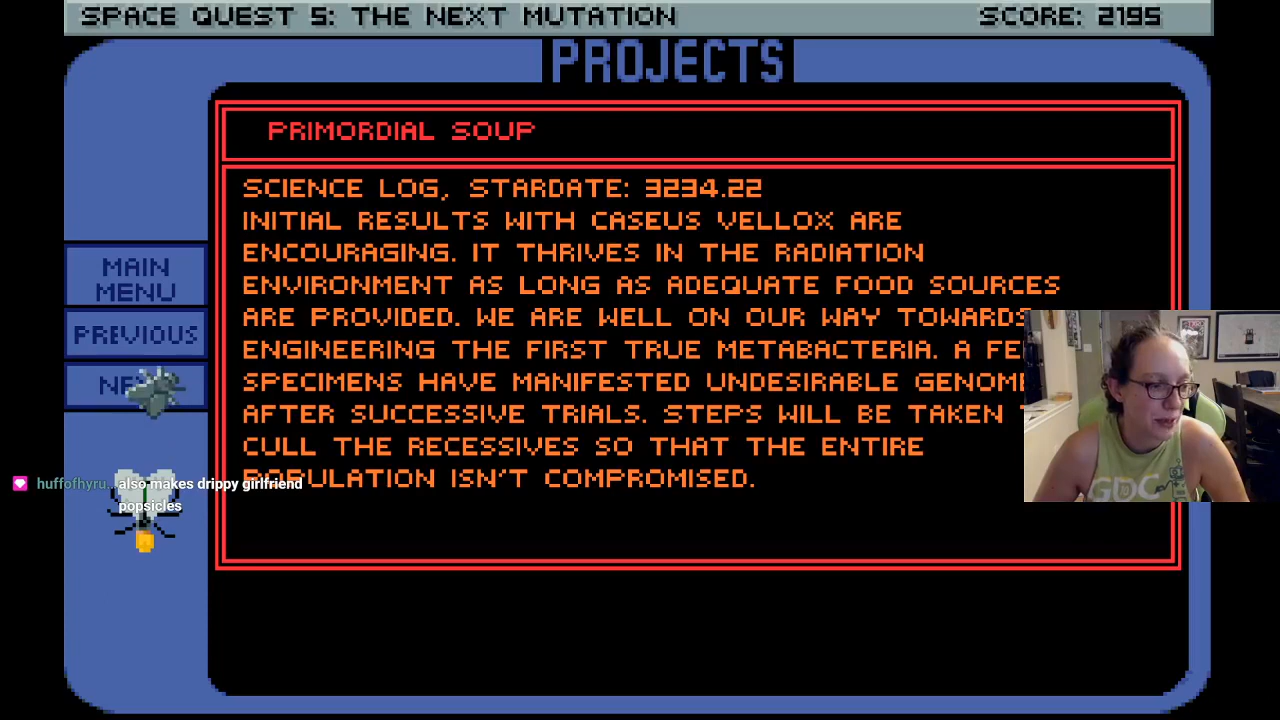 SPACE QUEST 5: THE NEXT MUTATION SCORE: 2195
PROJECTS
PRIMORDIAL SOUP
SCIENCE LOG, STARDATE: 3234.22
INITIAL RESULTS WITH CASEUS VELLOX ARE
ENCOURAGING. IT THRIVES IN THE RADIATION
ENVIRONMENT AS LONG AS ADEQUATE FOOD SOURCES
ARE PROVIDED. WE ARE WELL ON OUR WAY TOWARDS
ENGINEERING THE FIRST TRUE METABACTERIA. A
SPECIMENS HAVE MANIFESTED UNDESIRABLE
AFTER SUCCESSIVE TRIALS. STEPS WILL BE TAKEN
CULL THE RECESSIVES SO THAT THE ENTIRE
POPULATION ISN'T COMPROMISED.
MAIN
MENU
PREVIOUS
huffofhyru... also makes drippy girlfriend
popsicles
GDC